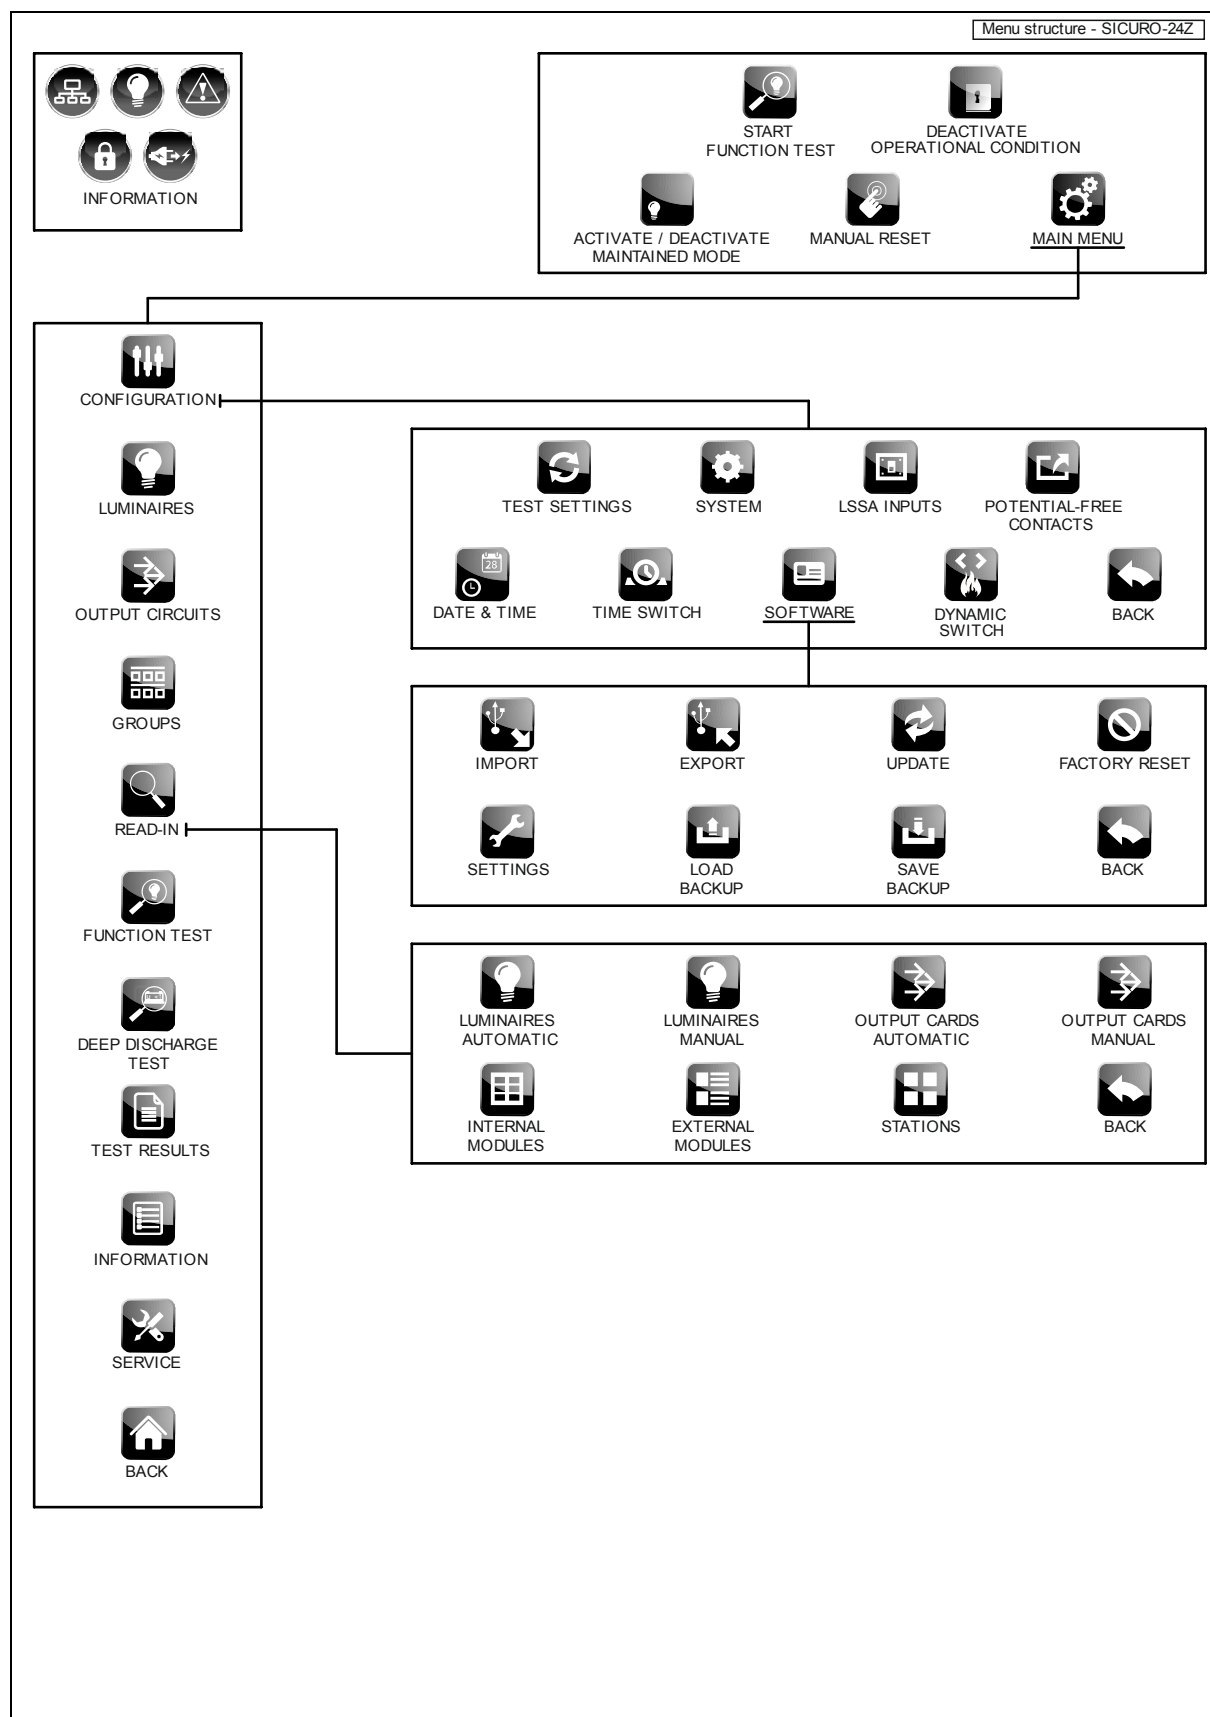 Menu structure - SICURO-24Z
INFORMATION
START
FUNCTION TEST
DEACTIVATE
OPERATIONAL CONDITION
ACTIVATE / DEACTIVATE
MAINTAINED MODE
MANUAL RESET
MAIN MENU
CONFIGURATION
LUMINAIRES
OUTPUT CIRCUITS
GROUPS
READ-IN
FUNCTION TEST
DEEP DISCHARGE
TEST
TEST RESULTS
INFORMATION
SERVICE
BACK
TEST SETTINGS
SYSTEM
LSSA INPUTS
POTENTIAL-FREE
CONTACTS
28
DATE & TIME
TIME SWITCH
SOFTWARE
DYNAMIC
SWITCH
BACK
IMPORT
EXPORT
UPDATE
FACTORY RESET
SETTINGS
LOAD
BACKUP
SAVE
BACKUP
BACK
LUMINAIRES
AUTOMATIC
LUMINAIRES
MANUAL
OUTPUT CARDS
AUTOMATIC
OUTPUT CARDS
MANUAL
INTERNAL
MODULES
EXTERNAL
MODULES
STATIONS
BACK